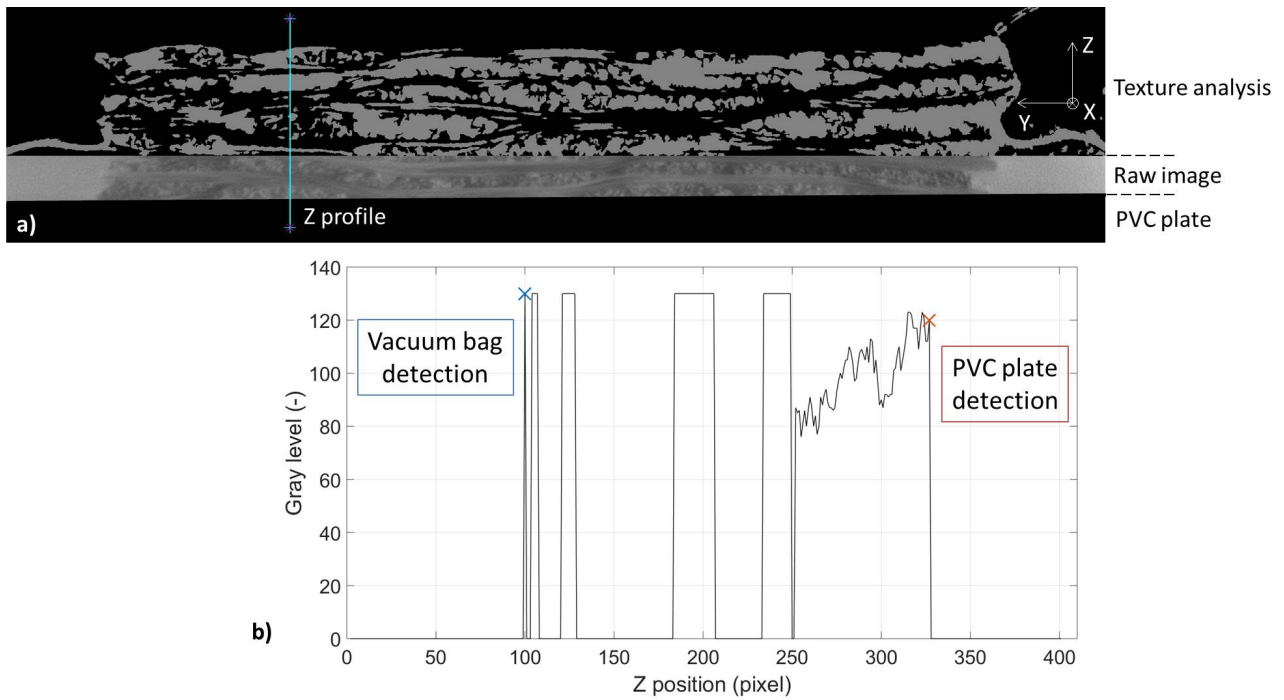 Z
Y
X
Texture analysis
Raw image
PVC plate
Z profile
a)
140
120
100
80
60
40
20
0
Gray level (-)
Vacuum bag
detection
PVC plate
detection
0 50 100 150 200 250 300 350 400
Z position (pixel)
b)